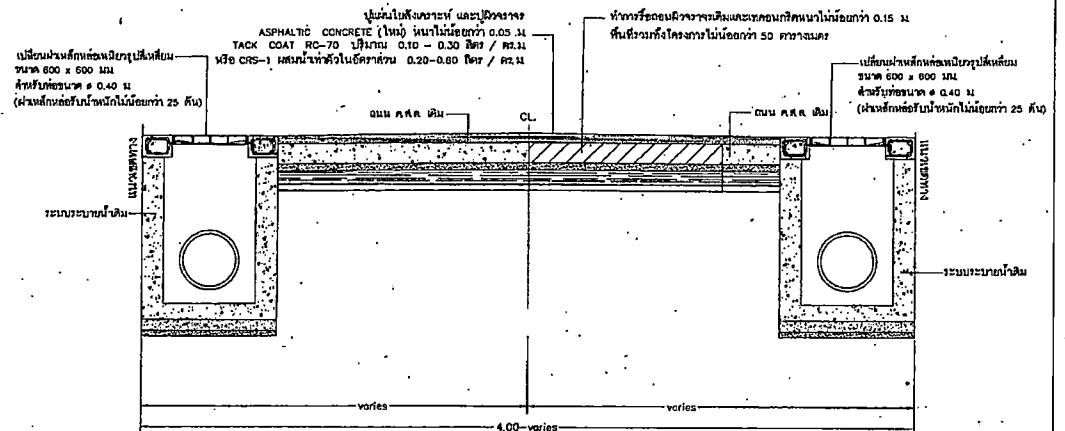 ปูแผ่นใยสังเคราะห์ และปูผิวจราจร
ASPHALTIC CONCRETE (ใหม่) หนาไม่น้อยกว่า 0.05 ม
TACK COAT RC-70 ปริมาณ 0.10 - 0.30 ลิตร / ตร.ม
หรือ CRS-1 ผสมน้ำเท่าตัวในอัตราส่วน 0.20-0.60 ลิตร / ตร.ม
ทำการรื้อถอนผิวจราจรเดิมและเทคอนกรีตหนาไม่น้อยกว่า 0.15 ม
พื้นที่รวมทั้งโครงการไม่น้อยกว่า 50 ตารางเมตร
เปลี่ยนฝาเหล็กหล่อเหนียวรูปสี่เหลี่ยม
ขนาด 600 x 600 มม
สำหรับท่อขนาด ø 0.40 ม
(ฝาเหล็กหล่อรับน้ำหนักไม่น้อยกว่า 25 ตัน)
เปลี่ยนฝาเหล็กหล่อเหนียวรูปสี่เหลี่ยม
ขนาด 600 x 600 มม
สำหรับท่อขนาด ø 0.40 ม
(ฝาเหล็กหล่อรับน้ำหนักไม่น้อยกว่า 25 ตัน)
ถนน ค.ส.ล. เดิม
CL.
ถนน ค.ส.ล. เดิม
แนวเขตทาง
แนวเขตทาง
ระบบระบายน้ำเดิม
ระบบระบายน้ำเดิม
varies
varies
4.00-varies